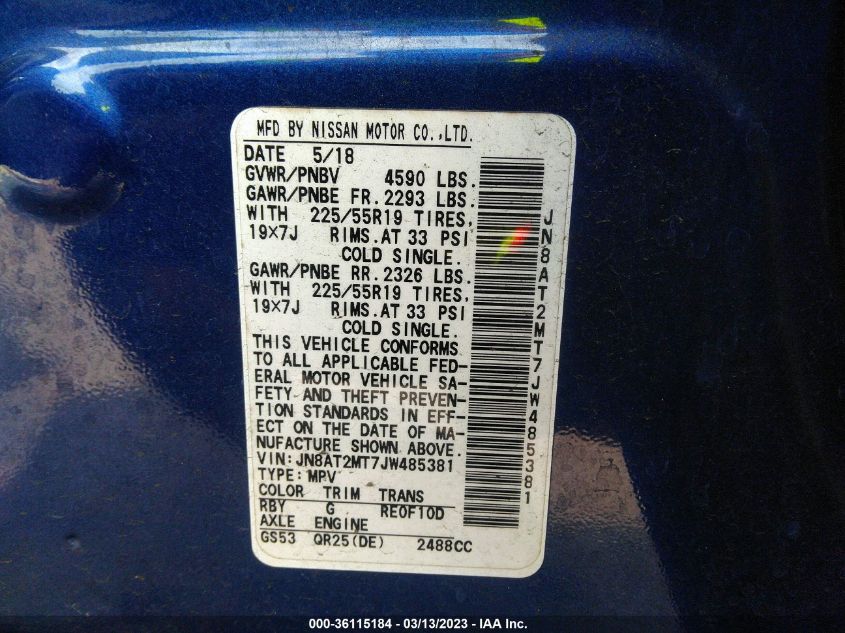 MFD BY NISSAN MOTOR CO.,LTD.
DATE 5/18
GVWR/PNBV 4590 LBS.
GAWR/PNBE FR. 2293 LBS.
WITH 225/55R19 TIRES,
19×7J RIMS.AT 33 PSI
COLD SINGLE.
GAWR/PNBE RR. 2326 LBS.
WITH 225/55R19 TIRES,
19×7J RIMS.AT 33 PSI
COLD SINGLE.
THIS VEHICLE CONFORMS
TO ALL APPLICABLE FED-
ERAL MOTOR VEHICLE SA-
FETY AND THEFT PREVEN-
TION STANDARDS IN EFF-
ECT ON THE DATE OF MA-
NUFACTURE SHOWN ABOVE.
VIN:JN8AT2MT7JW485381
TYPE:MPV
COLOR TRIM TRANS
RBY G RE0F10D
AXLE ENGINE
GS53 QR25(DE) 2488CC
JN8AT2MT7JW485381
000-36115184 - 03/13/2023 - IAA Inc.